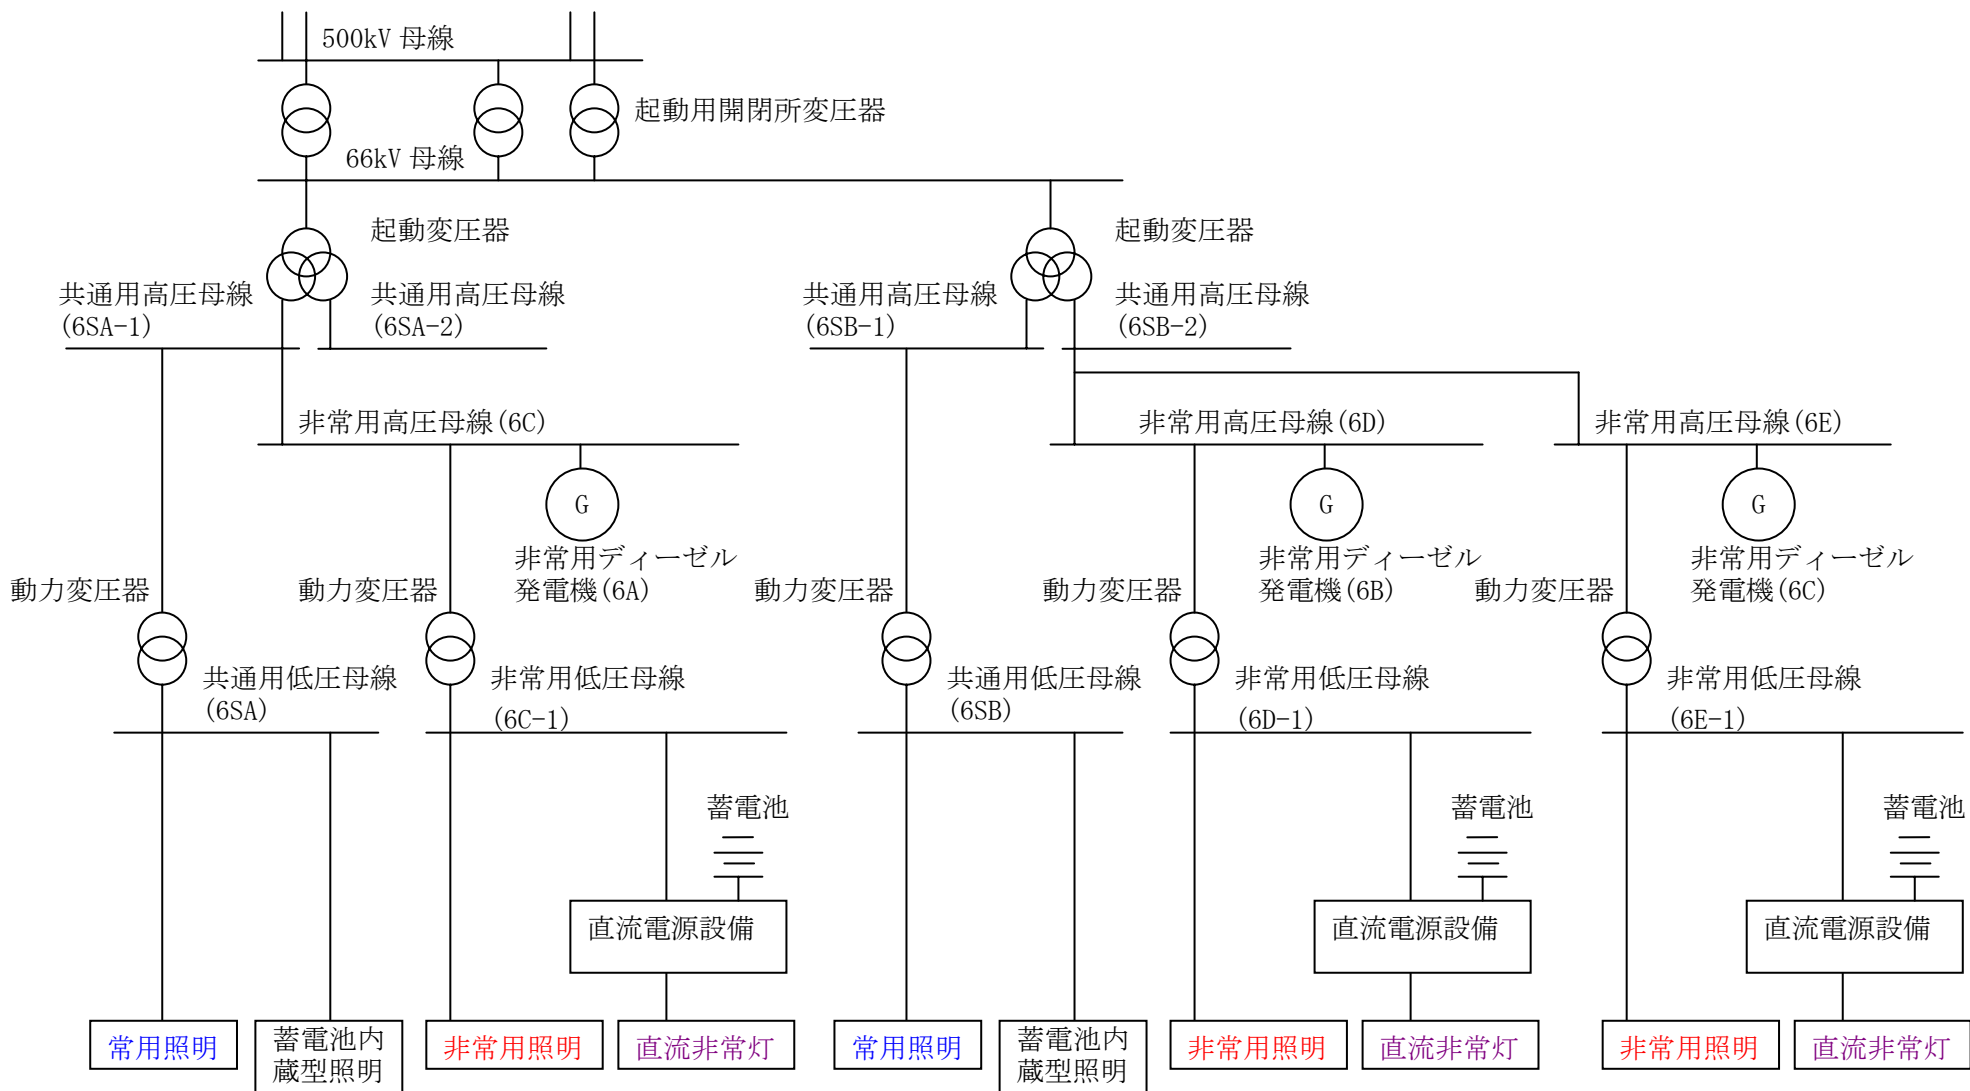 500kV 母線
起動用開閉所変圧器
66kV 母線
起動変圧器
起動変圧器
共通用高圧母線
(6SA-1)
共通用高圧母線
(6SA-2)
共通用高圧母線
(6SB-1)
共通用高圧母線
(6SB-2)
非常用高圧母線(6C)
非常用高圧母線(6D)
非常用高圧母線(6E)
G
G
G
非常用ディーゼル
発電機(6A)
非常用ディーゼル
発電機(6B)
非常用ディーゼル
発電機(6C)
動力変圧器
動力変圧器
動力変圧器
動力変圧器
動力変圧器
共通用低圧母線
(6SA)
非常用低圧母線
(6C-1)
共通用低圧母線
(6SB)
非常用低圧母線
(6D-1)
非常用低圧母線
(6E-1)
蓄電池
蓄電池
蓄電池
直流電源設備
直流電源設備
直流電源設備
常用照明
蓄電池内
蔵型照明
非常用照明
直流非常灯
常用照明
蓄電池内
蔵型照明
非常用照明
直流非常灯
非常用照明
直流非常灯